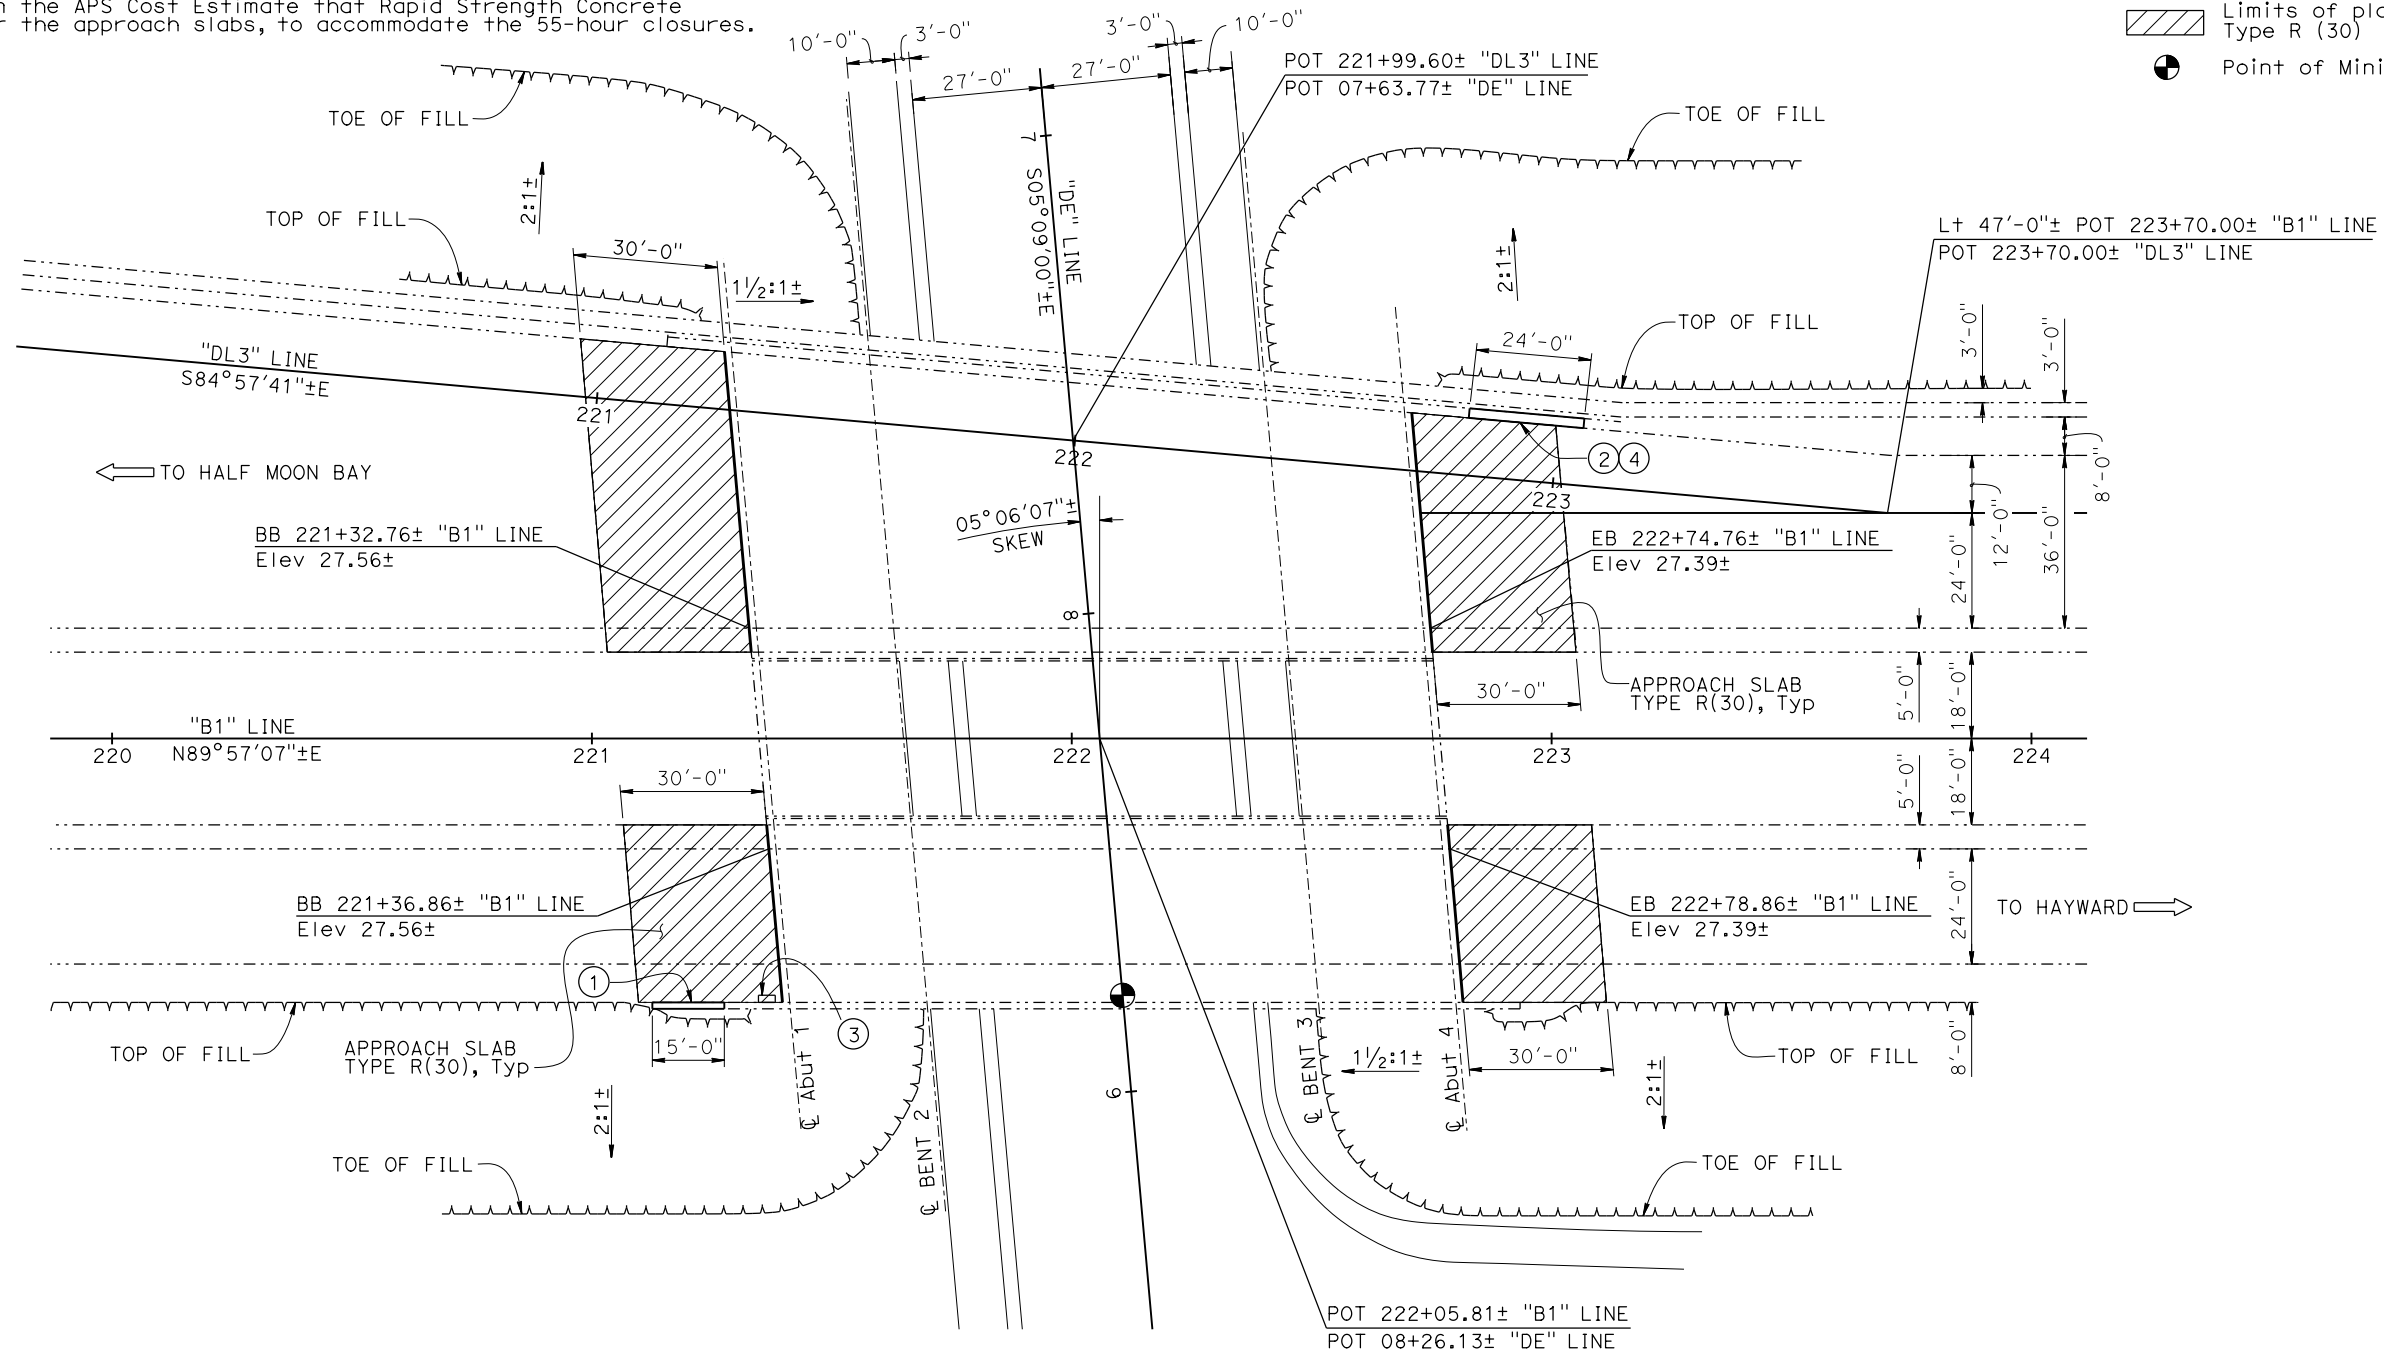 the APS Cost Estimate that Rapid Strength Concrete
the approach slabs, to accommodate the 55-hour closures.
Limits of
Type R (30)
Point of
10'-0"
3'-0"
3'-0"
10'-0"
27'-0"
27'-0"
POT 221+99.60± "DL3" LINE
POT 07+63.77± "DE" LINE
TOE OF FILL
TOE OF FILL
7
"DE" LINE
S05°09'00"±E
2:1±
TOP OF FILL
30'-0"
1½:1±
2:1±
Lt 47'-0"± POT 223+70.00± "B1" LINE
POT 223+70.00± "DL3" LINE
TOP OF FILL
24'-0"
3'-0"
3'-0"
"DL3" LINE
S84°57'41"±E
221
222
223
2 4
8'-0"
TO HALF MOON BAY
05°06'07"±
SKEW
BB 221+32.76± "B1" LINE
Elev 27.56±
EB 222+74.76± "B1" LINE
Elev 27.39±
12'-0"
36'-0"
24'-0"
8
30'-0"
APPROACH SLAB
TYPE R(30), Typ
5'-0"
18'-0"
"B1" LINE
N89°57'07"±E
220
221
222
223
224
30'-0"
5'-0"
18'-0"
BB 221+36.86± "B1" LINE
Elev 27.56±
EB 222+78.86± "B1" LINE
Elev 27.39±
24'-0"
TO HAYWARD
1
3
TOP OF FILL
APPROACH SLAB
TYPE R(30), Typ
15'-0"
℄ Abut 1
℄ BENT 2
℄ BENT 3
℄ Abut 4
1½:1±
30'-0"
TOP OF FILL
8'-0"
2:1±
2:1±
9
TOE OF FILL
TOE OF FILL
POT 222+05.81± "B1" LINE
POT 08+26.13± "DE" LINE